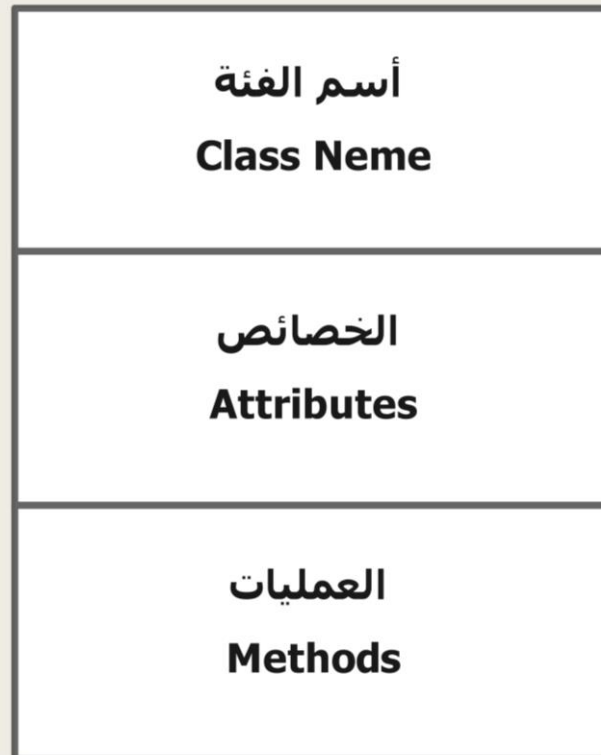 أسم الفئة
Class Neme
الخصائص
Attributes
العمليات
Methods